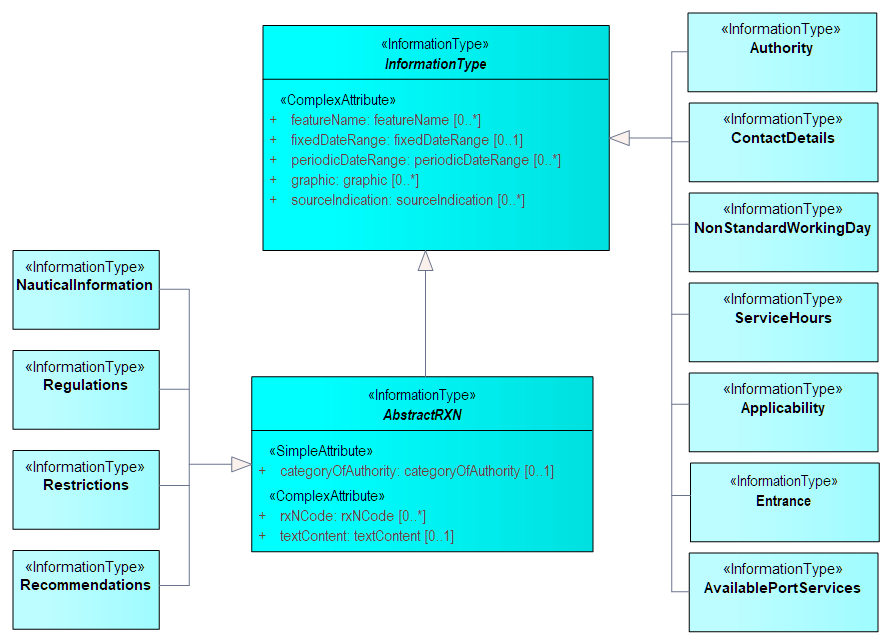 «InformationType»
InformationType
«ComplexAttribute»
+ featureName: featureName [0..*]
+ fixedDateRange: fixedDateRange [0..1]
+ periodicDateRange: periodicDateRange [0..*]
+ graphic: graphic [0..*]
+ sourceIndication: sourceIndication [0..*]
«InformationType»
Authority
«InformationType»
ContactDetails
«InformationType»
NonStandardWorkingDay
«InformationType»
ServiceHours
«InformationType»
Applicability
«InformationType»
Entrance
«InformationType»
AvailablePortServices
«InformationType»
NauticalInformation
«InformationType»
Regulations
«InformationType»
Restrictions
«InformationType»
Recommendations
«InformationType»
AbstractRXN
«SimpleAttribute»
+ categoryOfAuthority: categoryOfAuthority [0..1]
«ComplexAttribute»
+ rxNCode: rxNCode [0..*]
+ textContent: textContent [0..1]